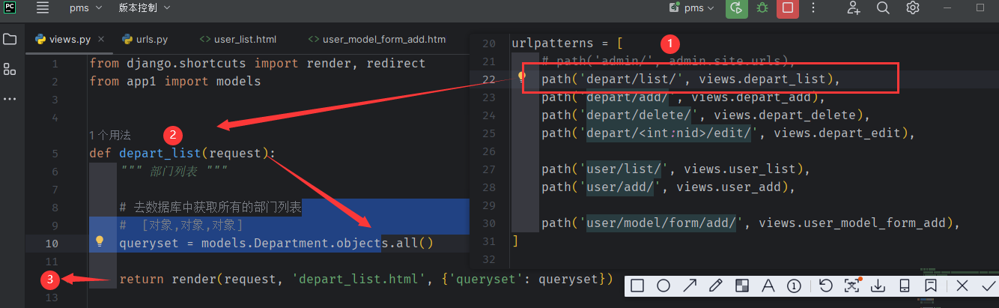 PC
pms
版本控制
dj
pms
views.py
urls.py
<> user_list.html
<> user_model_form_add.htm
1 from django.shortcuts import render, redirect
2 from app1 import models
3
4
1 个用法
2
5 def depart_list(request):
6 """ 部门列表 """
7
8 # 去数据库中获取所有的部门列表
9 # [对象,对象,对象]
10 queryset = models.Department.objects.all()
11
3
return render(request, 'depart_list.html', {'queryset': queryset})
13
20 urlpatterns = [
1
21 # path('admin/', admin.site.urls),
22 path('depart/list/', views.depart_list),
23 path('depart/add/', views.depart_add),
24 path('depart/delete/', views.depart_delete),
25 path('depart/<int:nid>/edit/', views.depart_edit),
26
27 path('user/list/', views.user_list),
28 path('user/add/', views.user_add),
29
30 path('user/model/form/add/', views.user_model_form_add),
31 ]
32
A
1
文